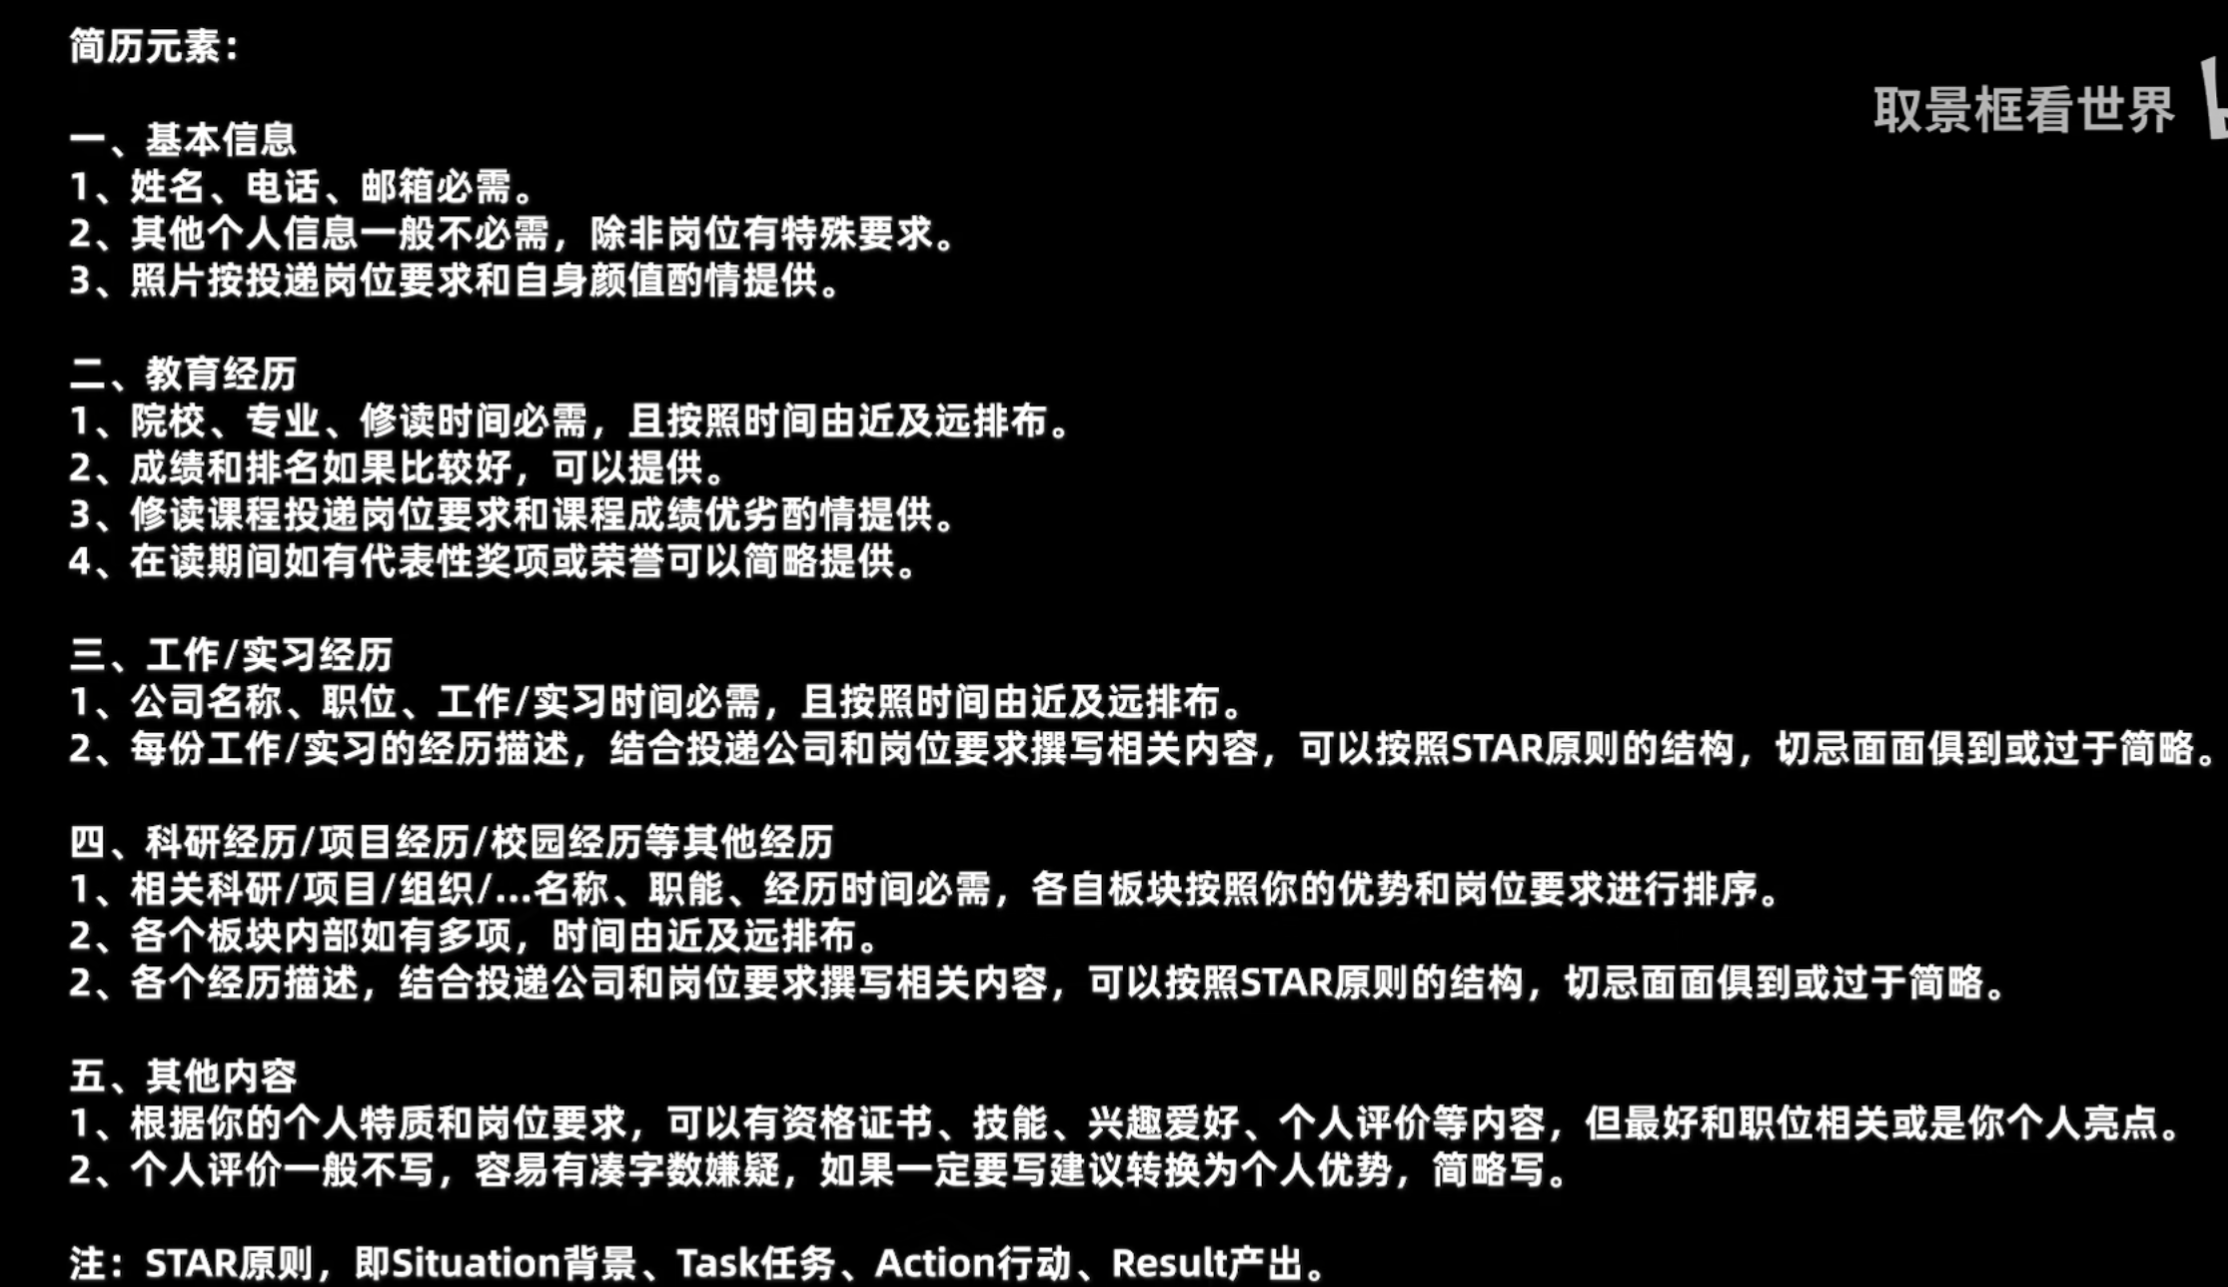 简历元素：
取景框看世界
一、基本信息
1、姓名、电话、邮箱必需。
2、其他个人信息一般不必需，除非岗位有特殊要求。
3、照片按投递岗位要求和自身颜值酌情提供。
二、教育经历
1、院校、专业、修读时间必需，且按照时间由近及远排布。
2、成绩和排名如果比较好，可以提供。
3、修读课程投递岗位要求和课程成绩优劣酌情提供。
4、在读期间如有代表性奖项或荣誉可以简略提供。
三、工作/实习经历
1、公司名称、职位、工作/实习时间必需，且按照时间由近及远排布。
2、每份工作/实习的经历描述，结合投递公司和岗位要求撰写相关内容，可以按照STAR原则的结构，切忌面面俱到或过于简略。
四、科研经历/项目经历/校园经历等其他经历
1、相关科研/项目/组织/...名称、职能、经历时间必需，各自板块按照你的优势和岗位要求进行排序。
2、各个板块内部如有多项，时间由近及远排布。
2、各个经历描述，结合投递公司和岗位要求撰写相关内容，可以按照STAR原则的结构，切忌面面俱到或过于简略。
五、其他内容
1、根据你的个人特质和岗位要求，可以有资格证书、技能、兴趣爱好、个人评价等内容，但最好和职位相关或是你个人亮点。
2、个人评价一般不写，容易有凑字数嫌疑，如果一定要写建议转换为个人优势，简略写。
注：STAR原则，即Situation背景、Task任务、Action行动、Result产出。